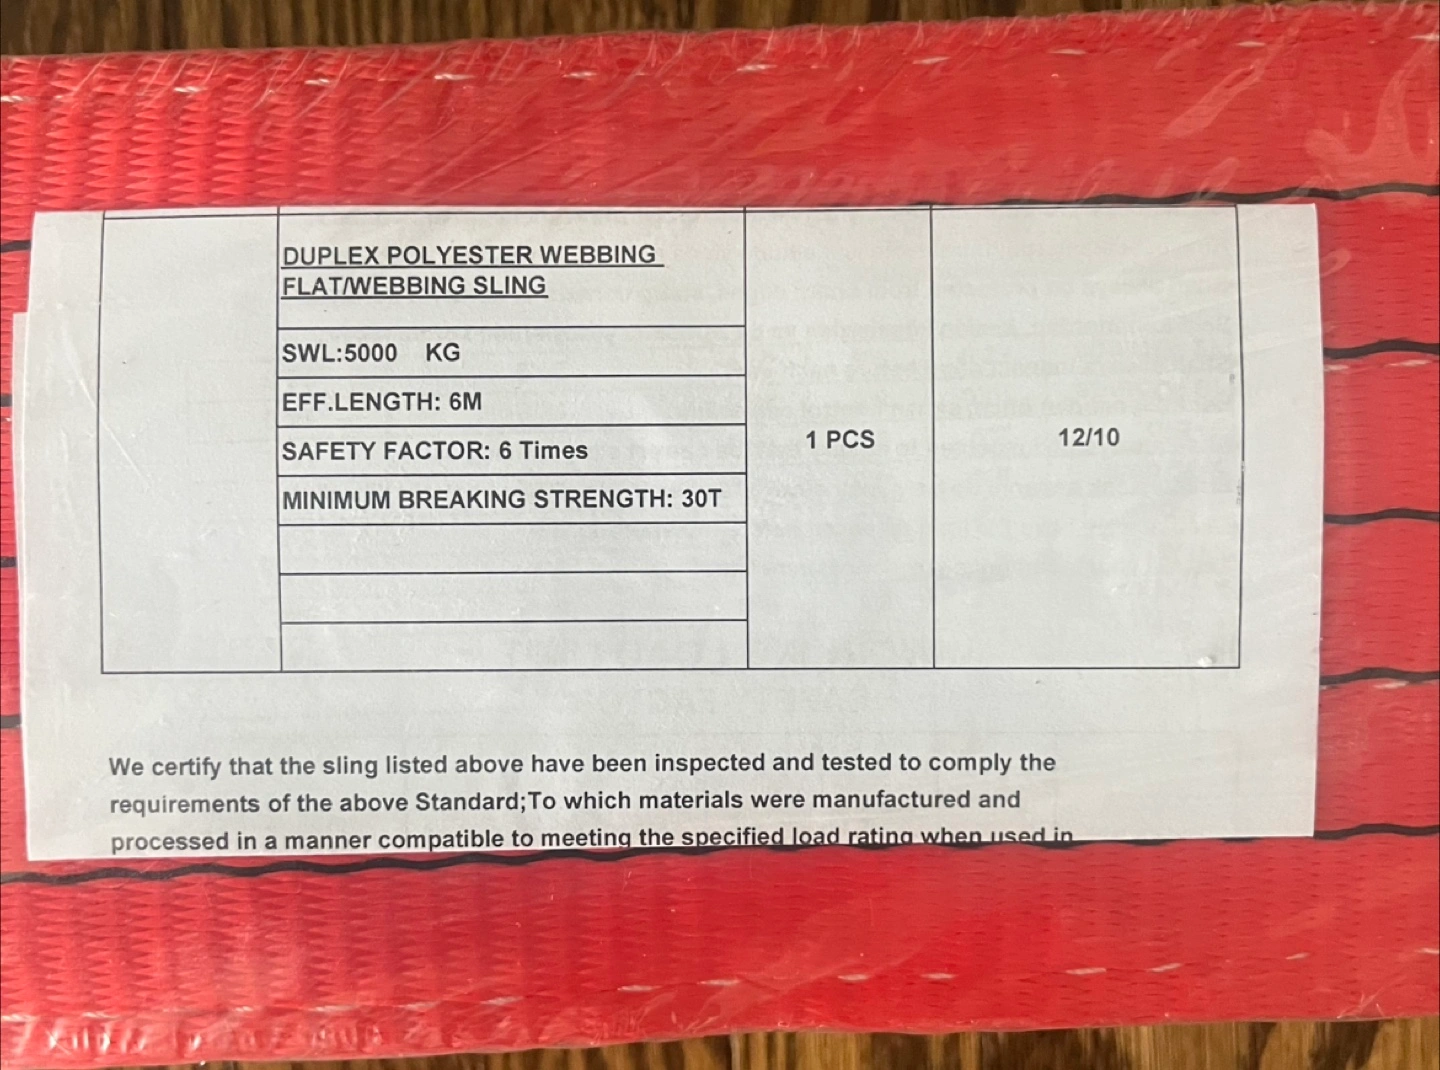 DUPLEX POLYESTER WEBBING
FLAT/WEBBING SLING
SWL:5000 KG
EFF.LENGTH: 6M
SAFETY FACTOR: 6 Times
MINIMUM BREAKING STRENGTH: 30T
1 PCS
12/10
We certify that the sling listed above have been inspected and tested to comply the
requirements of the above Standard;To which materials were manufactured and
processed in a manner compatible to meeting the specified load rating when used in